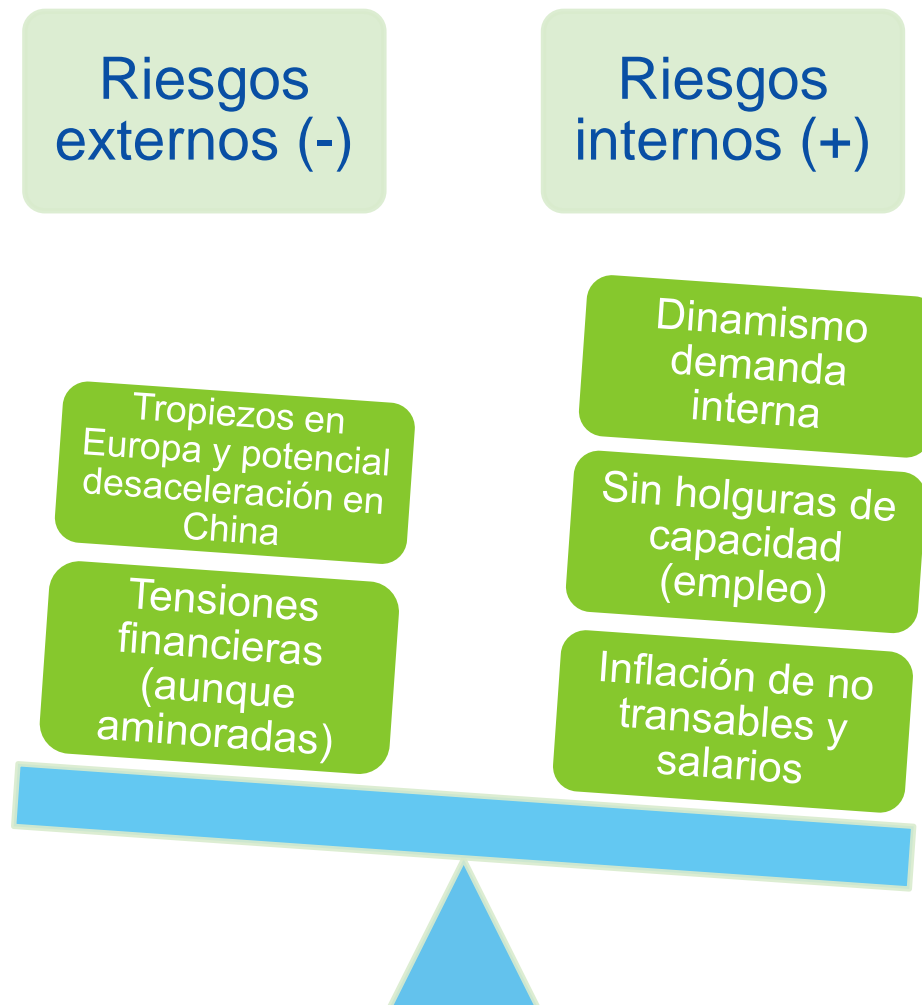 Riesgos
externos (-)
Riesgos
internos (+)
Tropiezos en
Europa y potencial
desaceleración en
China
Tensiones
financieras
(aunque
aminoradas)
Dinamismo
demanda
interna
Sin holguras de
capacidad
(empleo)
Inflación de no
transables y
salarios